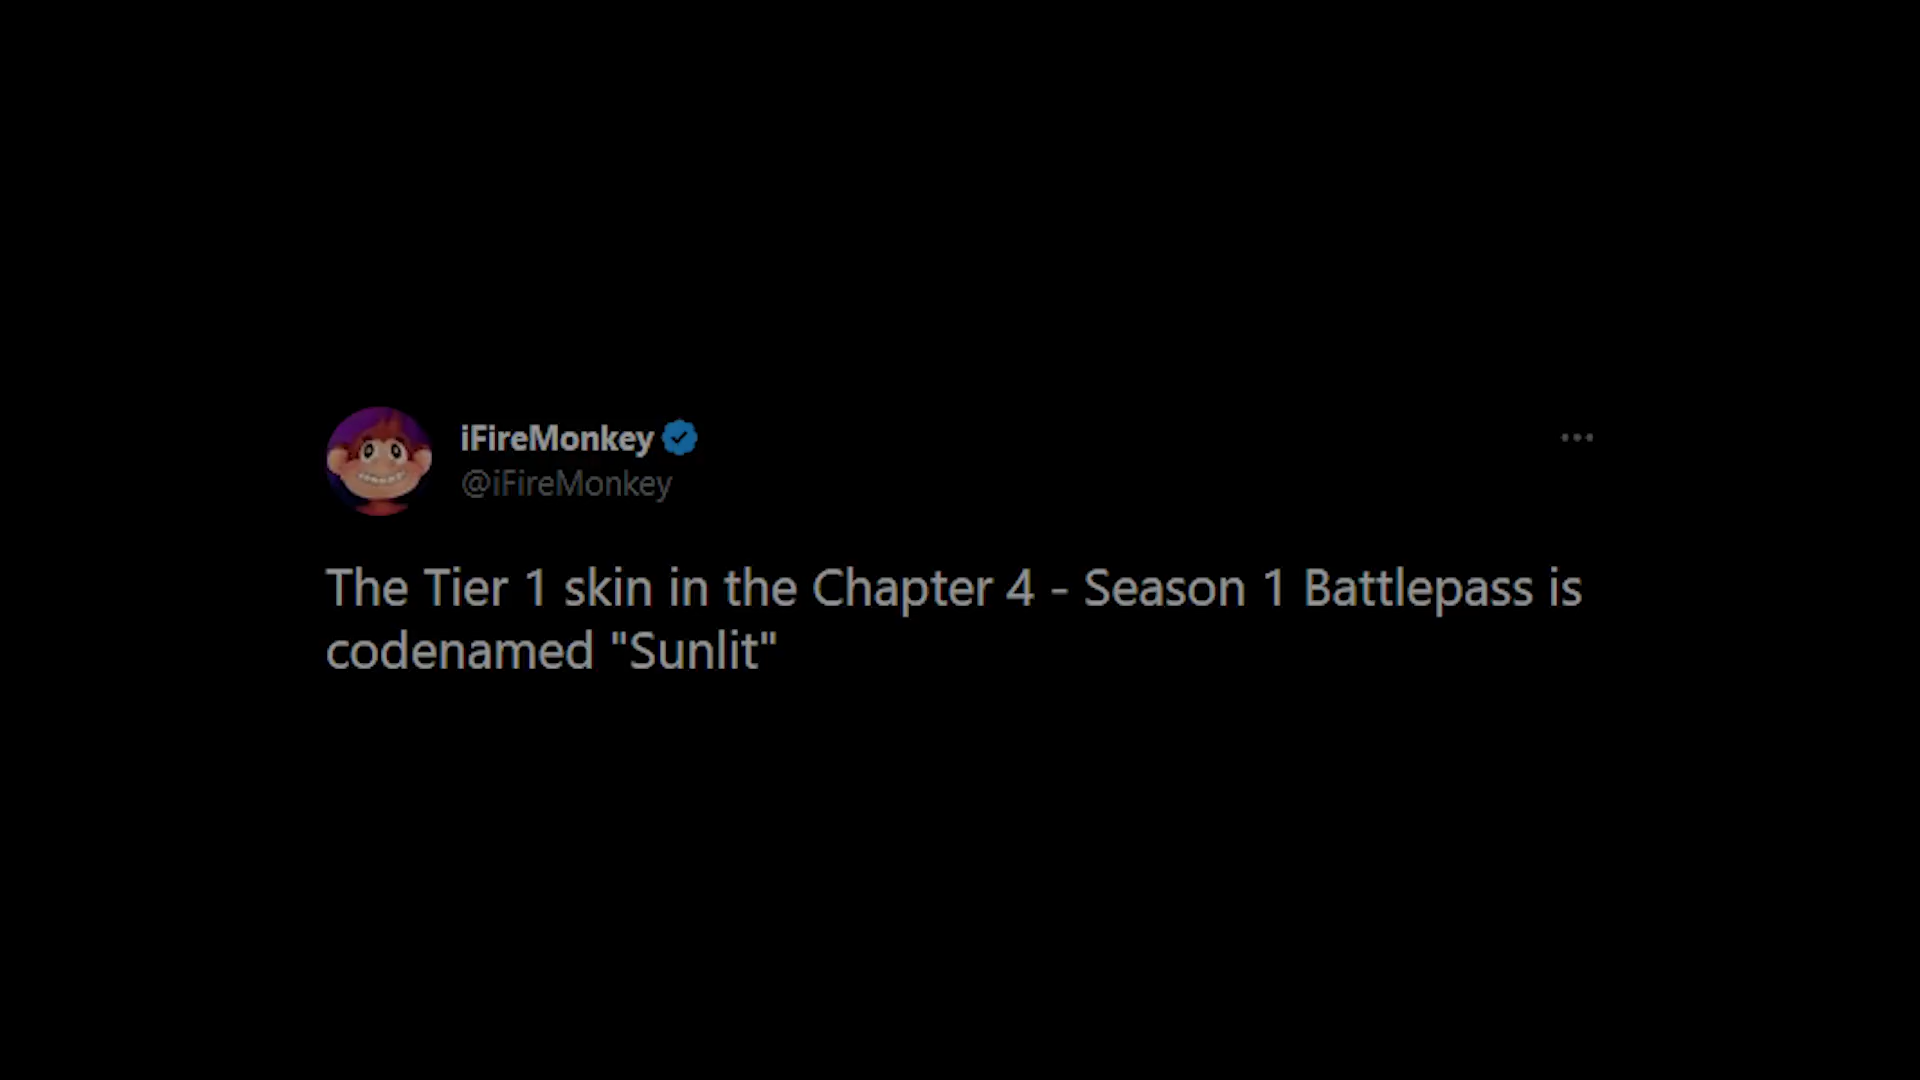 iFireMonkey
@iFireMonkey
The Tier 1 skin in the Chapter 4 - Season 1 Battlepass is
codenamed "Sunlit"